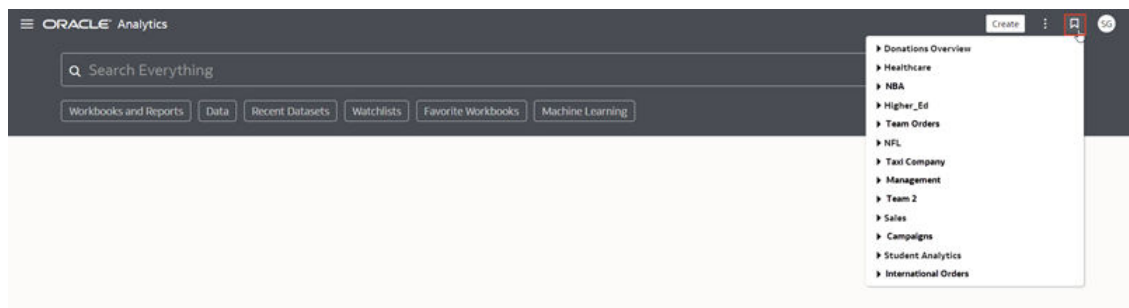 ORACLE Analytics
Create
SG
Search Everything
Workbooks and Reports
Data
Recent Datasets
Watchlists
Favorite Workbooks
Machine Learning
Donations Overview
Healthcare
NBA
Higher_Ed
Team Orders
NFL
Taxi Company
Management
Team 2
Sales
Campaigns
Student Analytics
International Orders